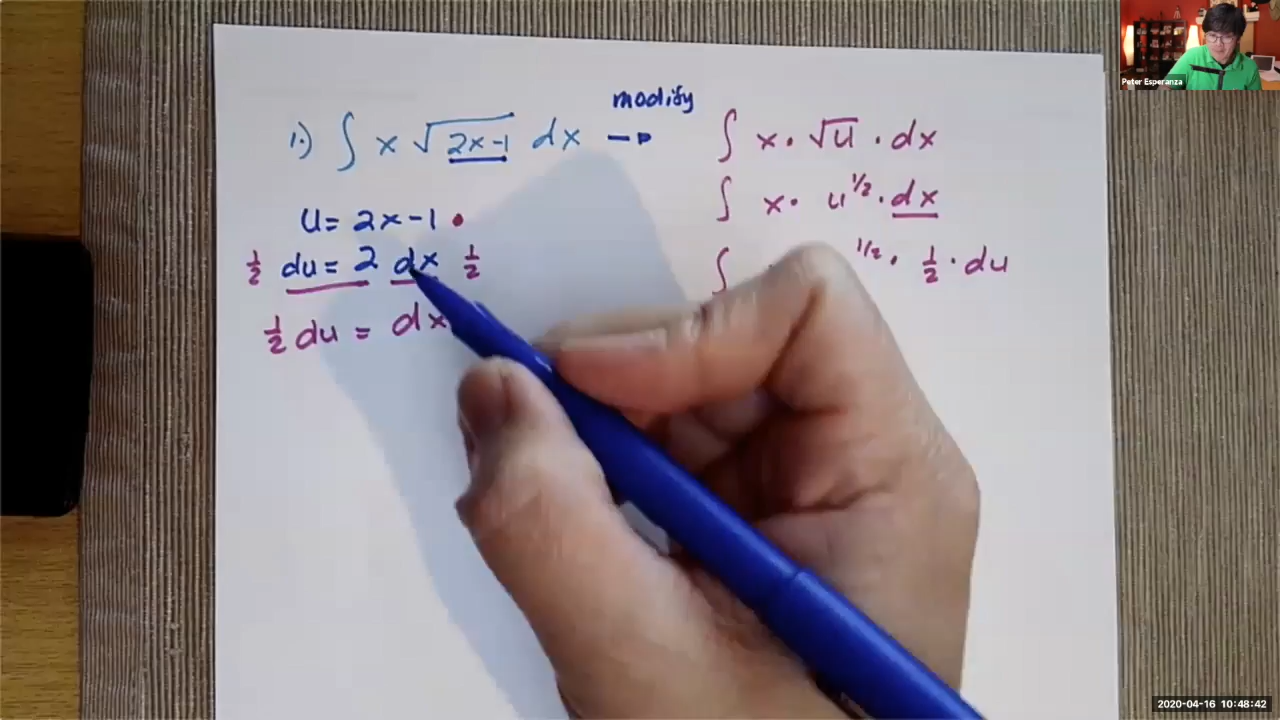 1.) ∫ x √(2x-1) dx → modify
∫ x · √u · dx
u = 2x-1 ·
∫ x · u^1/2 · dx
1/2 du = 2 dx 1/2
∫ ^1/2 · 1/2 · du
1/2 du = dx
Peter Esperanza
2020-04-16 10:48:42